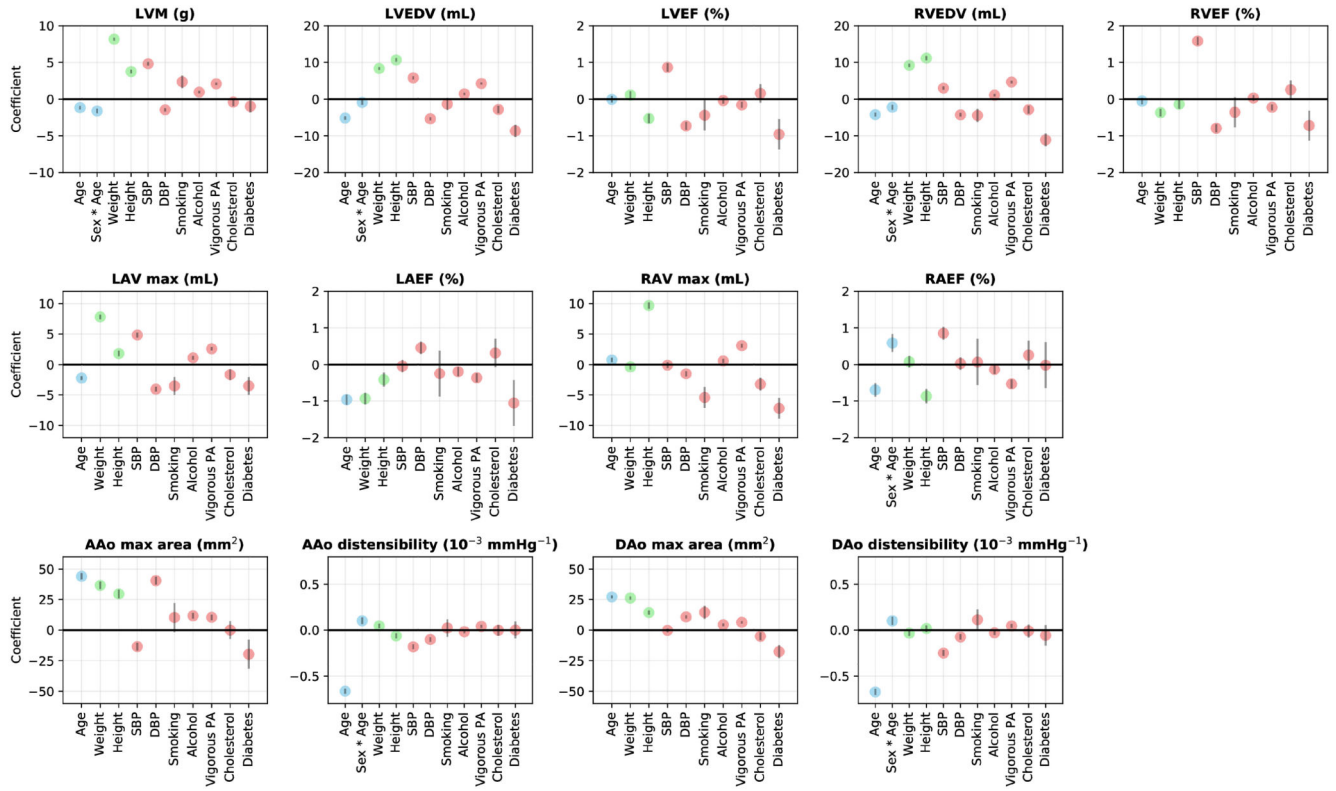 LVM (g)
LVEDV (mL)
LVEF (%)
RVEDV (mL)
RVEF (%)
Coefficient
10
5
0
−5
−10
20
10
0
−10
−20
2
1
0
−1
−2
20
10
0
−10
−20
2
1
0
−1
−2
Age
Sex * Age
Weight
Height
SBP
DBP
Smoking
Alcohol
Vigorous PA
Cholesterol
Diabetes
Age
Sex * Age
Weight
Height
SBP
DBP
Smoking
Alcohol
Vigorous PA
Cholesterol
Diabetes
Age
Weight
Height
SBP
DBP
Smoking
Alcohol
Vigorous PA
Cholesterol
Diabetes
Age
Sex * Age
Weight
Height
SBP
DBP
Smoking
Alcohol
Vigorous PA
Cholesterol
Diabetes
Age
Weight
Height
SBP
DBP
Smoking
Alcohol
Vigorous PA
Cholesterol
Diabetes
LAV max (mL)
LAEF (%)
RAV max (mL)
RAEF (%)
10
5
0
−5
−10
2
1
0
−1
−2
10
5
0
−5
−10
2
1
0
−1
−2
Age
Weight
Height
SBP
DBP
Smoking
Alcohol
Vigorous PA
Cholesterol
Diabetes
Age
Weight
Height
SBP
DBP
Smoking
Alcohol
Vigorous PA
Cholesterol
Diabetes
Age
Weight
Height
SBP
DBP
Smoking
Alcohol
Vigorous PA
Cholesterol
Diabetes
Age
Sex * Age
Weight
Height
SBP
DBP
Smoking
Alcohol
Vigorous PA
Cholesterol
Diabetes
AAo max area (mm²)
AAo distensibility (10⁻³ mmHg⁻¹)
DAo max area (mm²)
DAo distensibility (10⁻³ mmHg⁻¹)
Coefficient
50
25
0
−25
−50
0.5
0.0
−0.5
50
25
0
−25
−50
0.5
0.0
−0.5
Age
Weight
Height
SBP
DBP
Smoking
Alcohol
Vigorous PA
Cholesterol
Diabetes
Age
Sex * Age
Weight
Height
SBP
DBP
Smoking
Alcohol
Vigorous PA
Cholesterol
Diabetes
Age
Weight
Height
SBP
DBP
Smoking
Alcohol
Vigorous PA
Cholesterol
Diabetes
Age
Sex * Age
Weight
Height
SBP
DBP
Smoking
Alcohol
Vigorous PA
Cholesterol
Diabetes